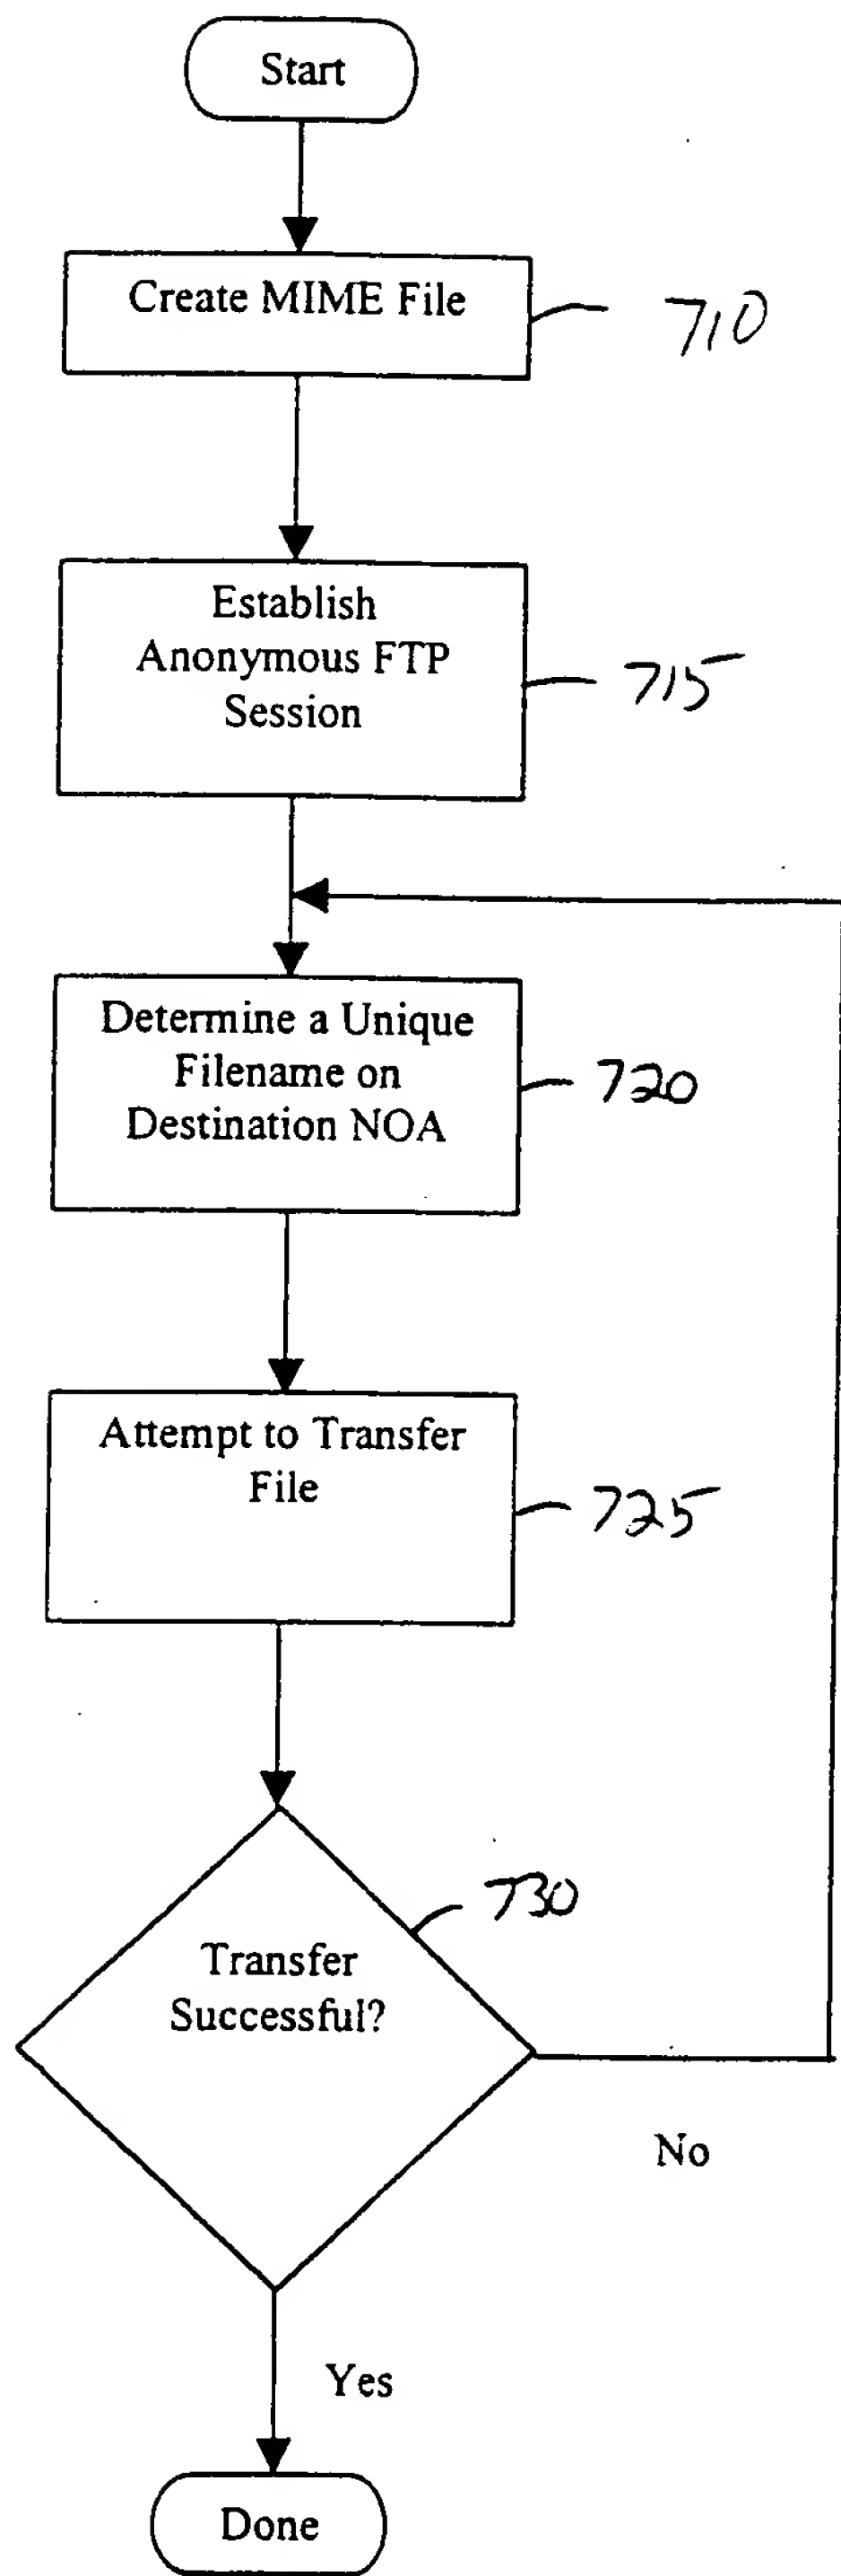 Start
Create MIME File
710
Establish
Anonymous FTP
Session
715
Determine a Unique
Filename on
Destination NOA
720
Attempt to Transfer
File
725
730
Transfer
Successful?
No
Yes
Done